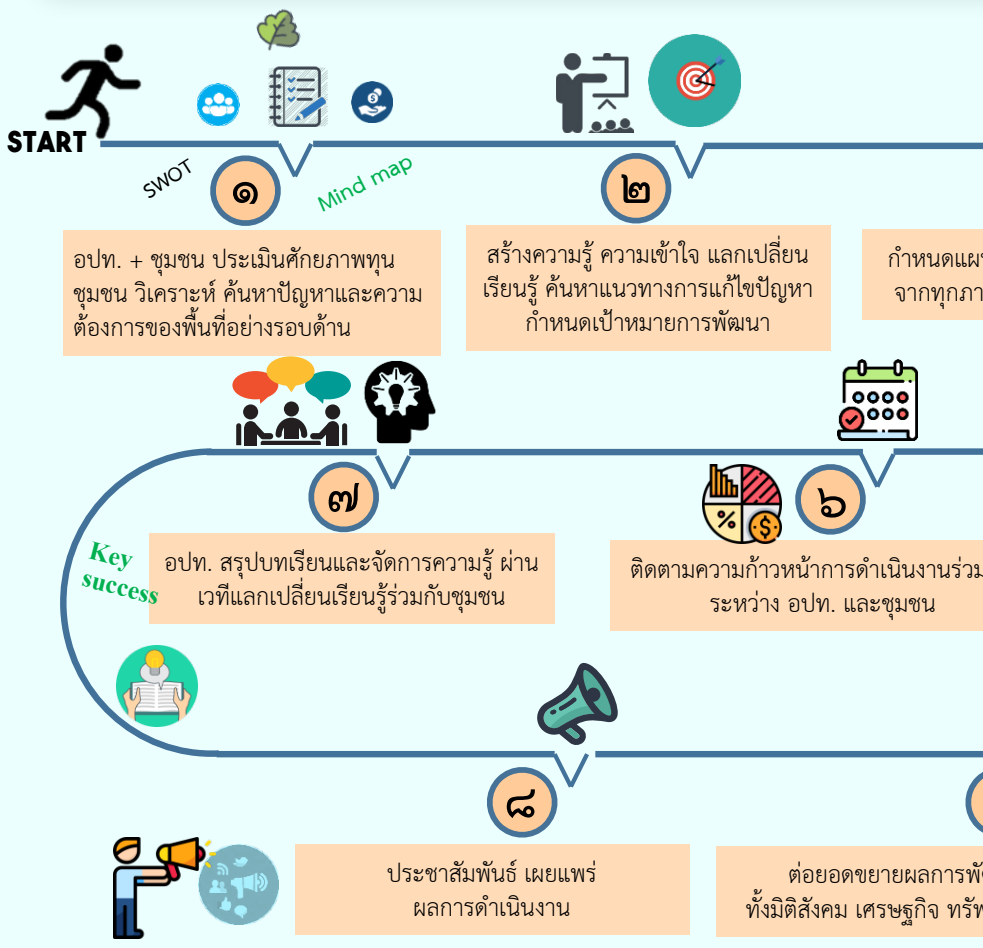 START
SWOT
๑
Mind map
อปท. + ชุมชน ประเมินศักยภาพทุน
ชุมชน วิเคราะห์ ค้นหาปัญหาและความ
ต้องการของพื้นที่อย่างรอบด้าน
๒
สร้างความรู้ ความเข้าใจ แลกเปลี่ยน
เรียนรู้ ค้นหาแนวทางการแก้ไขปัญหา
กำหนดเป้าหมายการพัฒนา
กำหนดแผ
จากทุกภา
๖
ติดตามความก้าวหน้าการดำเนินงานร่วม
ระหว่าง อปท. และชุมชน
๗
อปท. สรุปบทเรียนและจัดการความรู้ ผ่าน
เวทีแลกเปลี่ยนเรียนรู้ร่วมกับชุมชน
Key
success
๘
ประชาสัมพันธ์ เผยแพร่
ผลการดำเนินงาน
ต่อยอดขยายผลการพั
ทั้งมิติสังคม เศรษฐกิจ ทรัพ